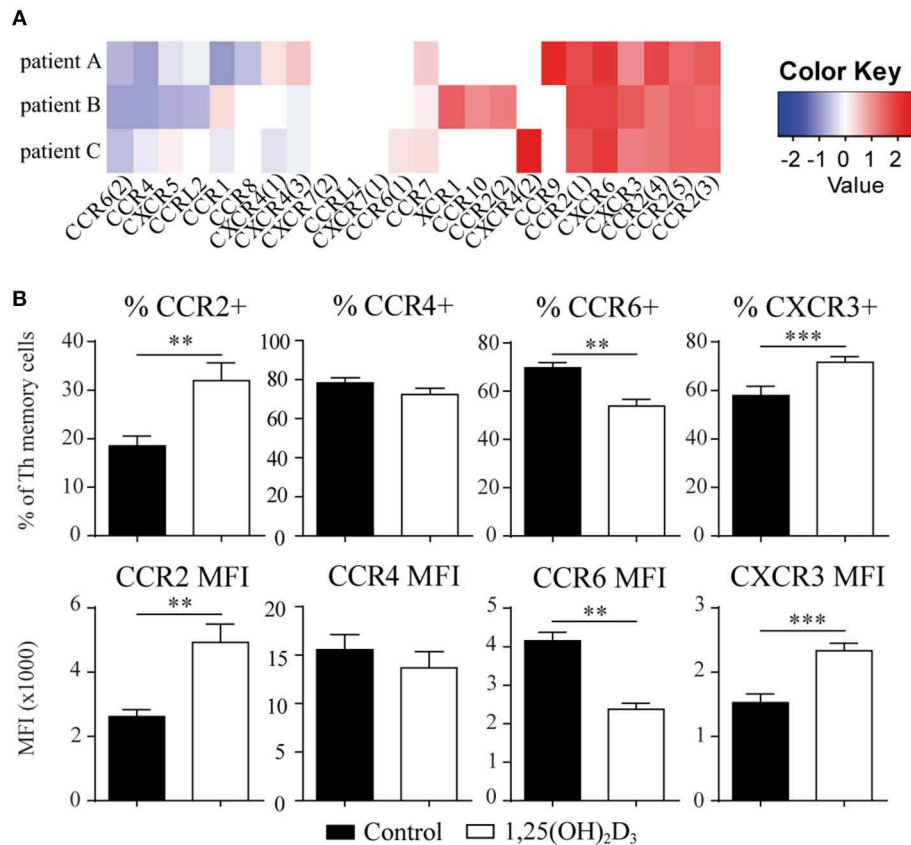 A
patient A
patient B
patient C
CCR6(2) CCR4 CXCR5 CCRL2 CCR1 CCR8 CXCR4(1) CXCR4(3) CXCR7(2) CCRL1 CXCR7(1) CCR6(1) CCR7 XCR1 CCR10 CCR2(2) CXCR4(2) CCR9 CCR2(1) CXCR6 CXCR3 CCR2(4) CCR2(5) CCR2(3)
Color Key
-2 -1 0 1 2
Value
B
% CCR2+ % CCR4+ % CCR6+ % CXCR3+
% of Th memory cells
40 30 20 10 0
**
100 80 60 40 20 0
80 60 40 20 0
**
80 60 40 20 0
***
CCR2 MFI CCR4 MFI CCR6 MFI CXCR3 MFI
MFI (x1000)
6 4 2 0
**
20 15 10 5 0
5 4 3 2 1 0
**
3 2 1 0
***
Control 1,25(OH)₂D₃